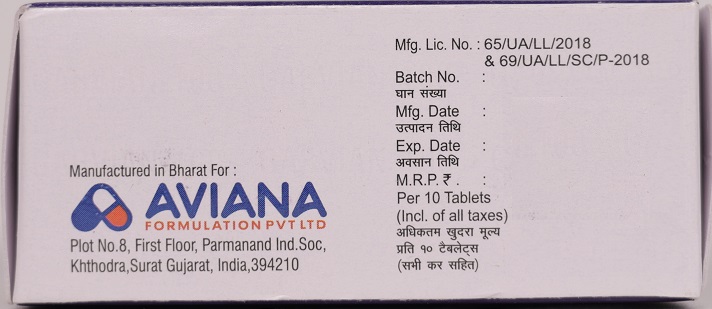 Manufactured in Bharat For :
AVIANA
FORMULATION PVT LTD
Plot No.8, First Floor, Parmanand Ind.Soc,
Khthodra,Surat Gujarat, India,394210
Mfg. Lic. No. : 65/UA/LL/2018
& 69/UA/LL/SC/P-2018
Batch No. :
घान संख्या
Mfg. Date :
उत्पादन तिथि
Exp. Date :
अवसान तिथि
M.R.P. ₹ . :
Per 10 Tablets
(Incl. of all taxes)
अधिकतम खुदरा मूल्य
प्रति १० टैबलेट्स
(सभी कर सहित)